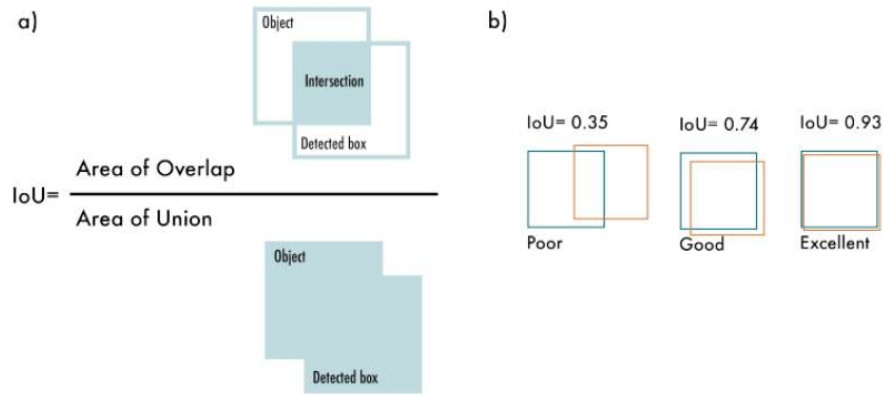 a)
Object
Intersection
Detected box
Area of Overlap
IoU=
Area of Union
Object
Detected box
b)
IoU= 0.35
IoU= 0.74
IoU= 0.93
Poor
Good
Excellent